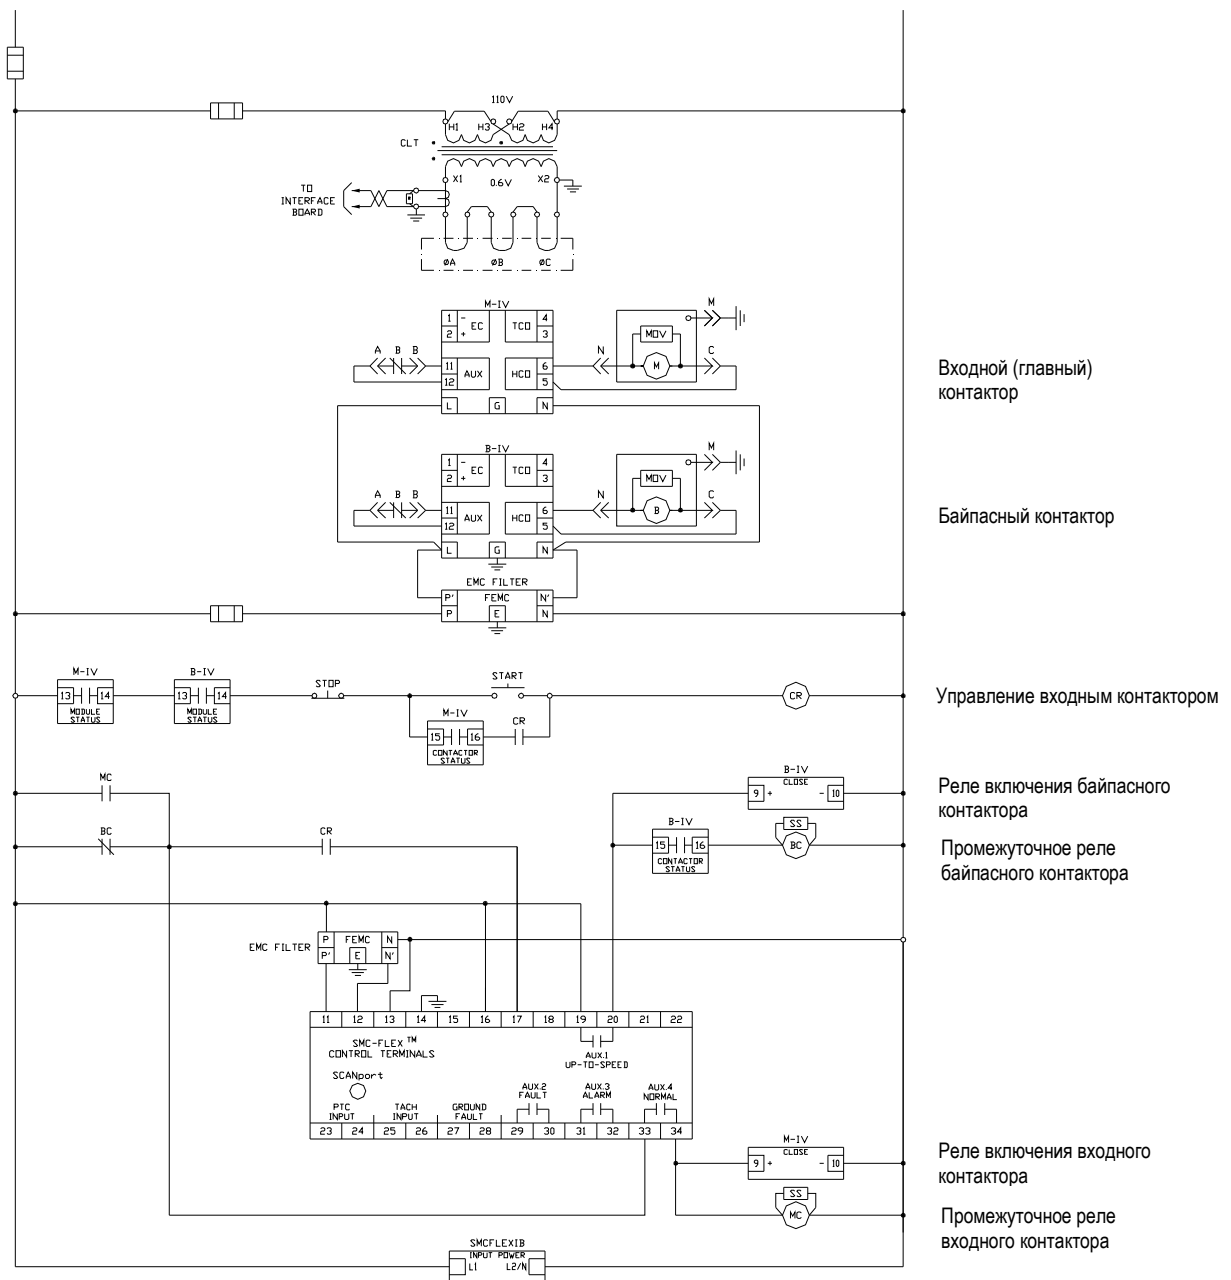 110V
H1 H3 H2 H4
CLT
X1 0.6V X2
TO
INTERFACE
BOARD
ØA ØB ØC
M-IV
1 - EC TCO 4
2 + 3
M
MOV
A B B 11 AUX HCO 6 N M C
12 5
L G N
Входной (главный)
контактор
B-IV
1 - EC TCO 4
2 + 3
M
MOV
A B B 11 AUX HCO 6 N B C
12 5
L G N
Байпасный контактор
EMC FILTER
P' FEMC N'
P E N
M-IV B-IV
13 14 13 14
MODULE
STATUS
MODULE
STATUS
STOP START
CR
M-IV
15 16 CR
CONTACTOR
STATUS
Управление входным контактором
MC
B-IV
CLOSE
9 + - 10
Реле включения байпасного
контактора
BC CR
B-IV
15 16
CONTACTOR
STATUS
SS
BC
Промежуточное реле
байпасного контактора
EMC FILTER
P FEMC N
P' E N'
11 12 13 14 15 16 17 18 19 20 21 22
SMC-FLEX TM
CONTROL TERMINALS
AUX.1
UP-TO-SPEED
SCANport
PTC
INPUT
TACH
INPUT
GROUND
FAULT
AUX.2
FAULT
AUX.3
ALARM
AUX.4
NORMAL
23 24 25 26 27 28 29 30 31 32 33 34
M-IV
CLOSE
9 + - 10
Реле включения входного
контактора
SS
MC
Промежуточное реле
входного контактора
SMCFLEXIB
INPUT POWER
L1 L2/N